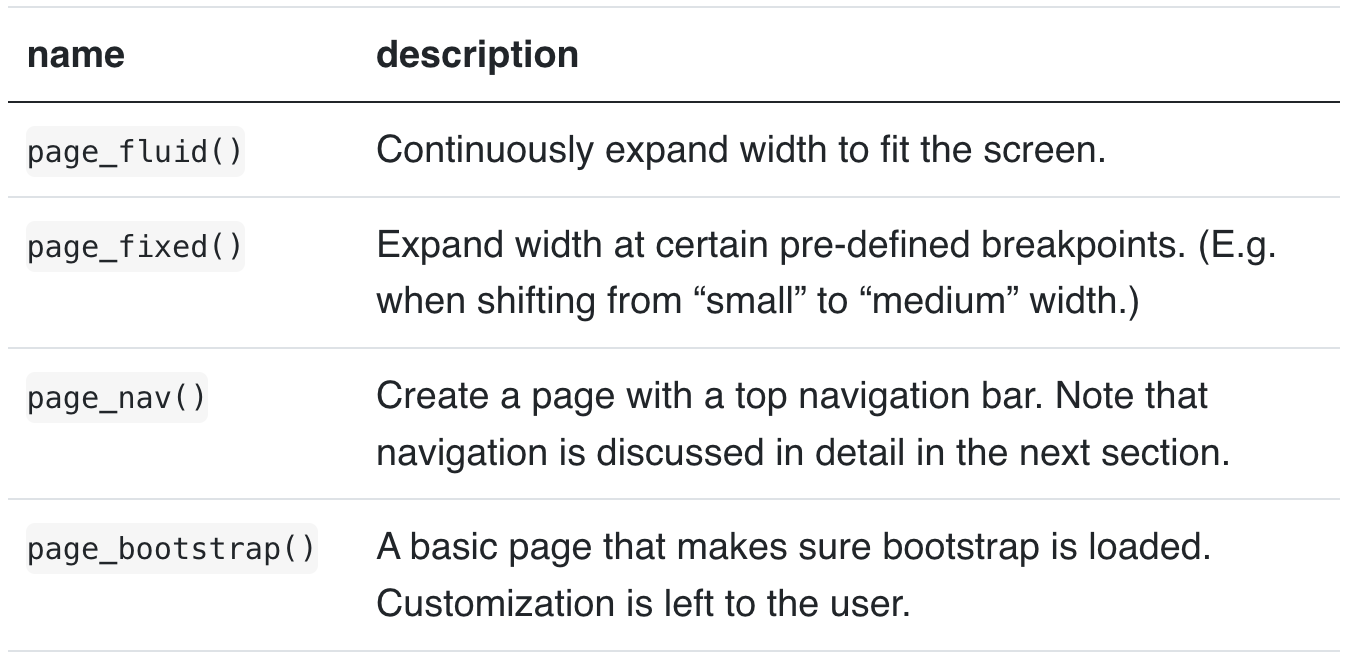 name description
page_fluid() Continuously expand width to fit the screen.
page_fixed() Expand width at certain pre-defined breakpoints. (E.g.
when shifting from “small” to “medium” width.)
page_nav() Create a page with a top navigation bar. Note that
navigation is discussed in detail in the next section.
page_bootstrap() A basic page that makes sure bootstrap is loaded.
Customization is left to the user.